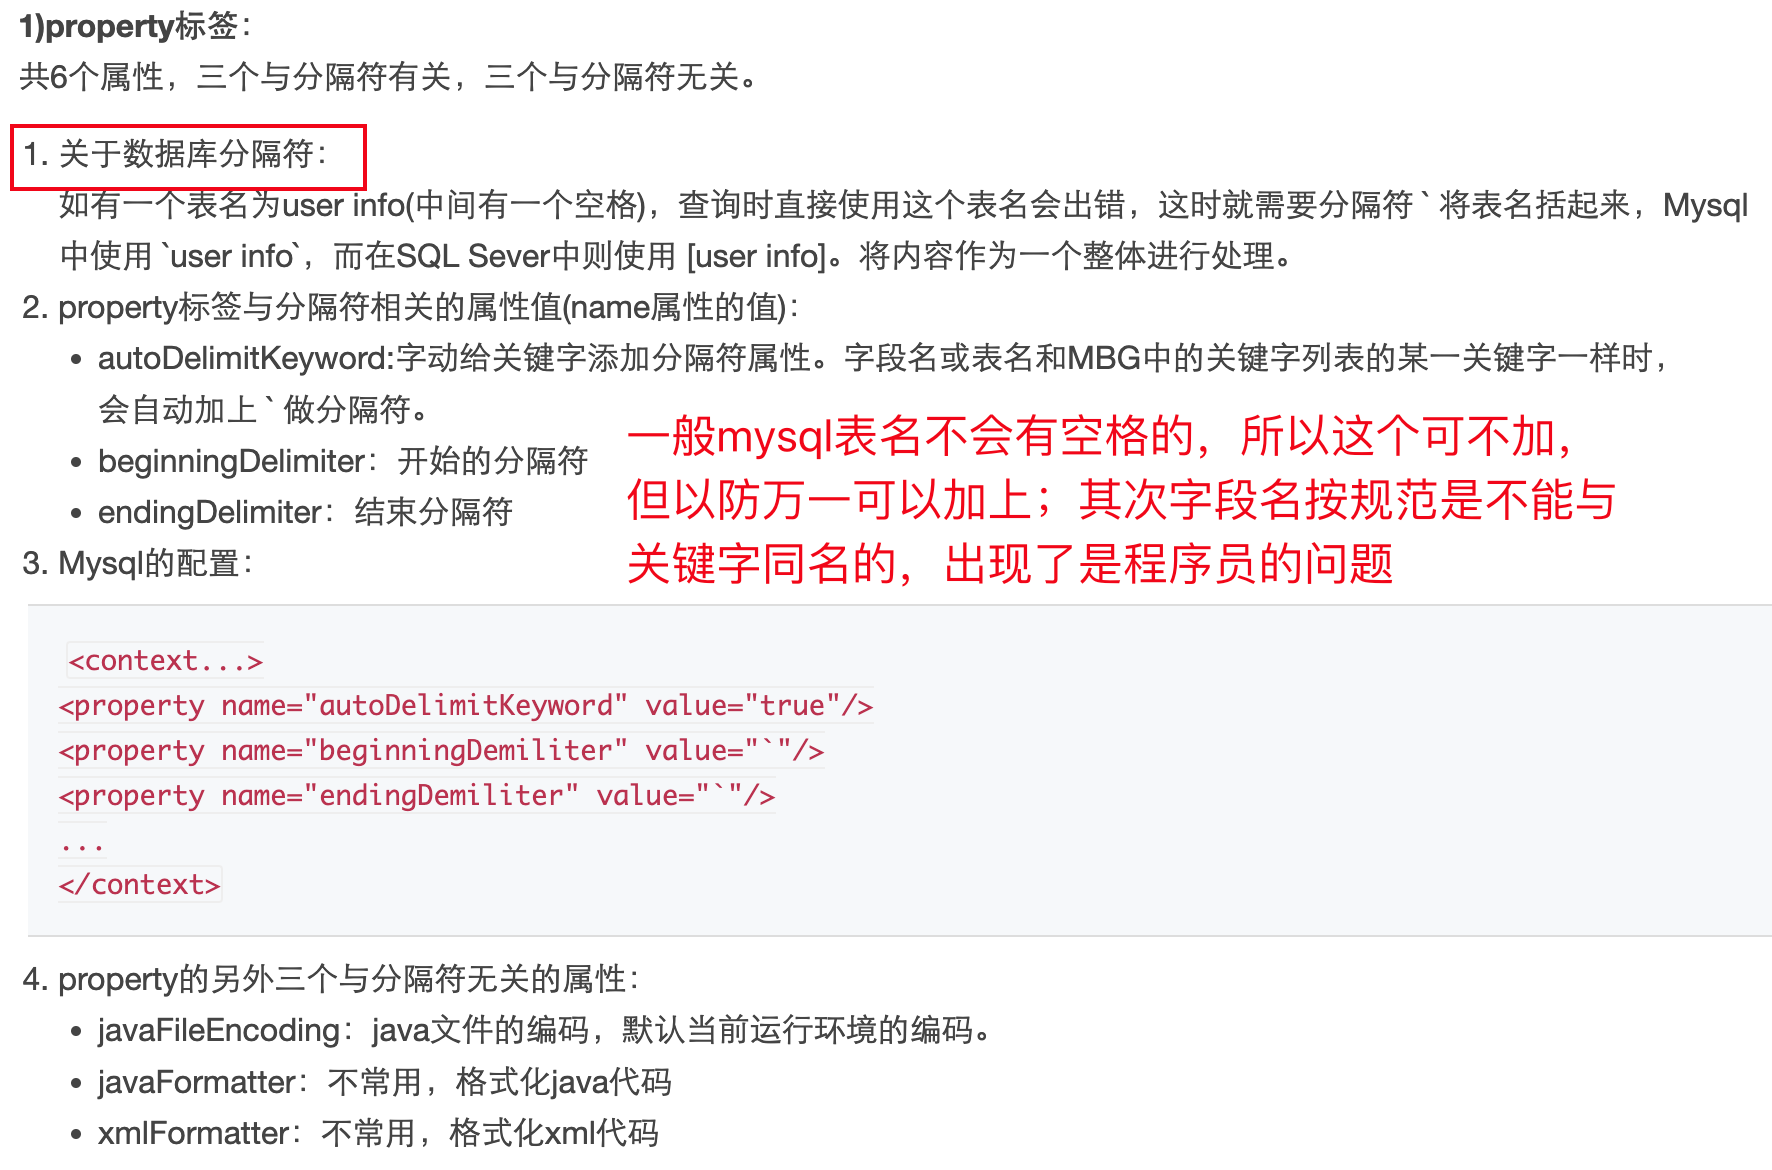 1)property标签：
共6个属性，三个与分隔符有关，三个与分隔符无关。
1. 关于数据库分隔符：
如有一个表名为user info(中间有一个空格)，查询时直接使用这个表名会出错，这时就需要分隔符 ` 将表名括起来，Mysql
中使用 `user info`，而在SQL Sever中则使用 [user info]。将内容作为一个整体进行处理。
2. property标签与分隔符相关的属性值(name属性的值)：
• autoDelimitKeyword:字动给关键字添加分隔符属性。字段名或表名和MBG中的关键字列表的某一关键字一样时，
会自动加上 ` 做分隔符。
• beginningDelimiter：开始的分隔符
• endingDelimiter：结束分隔符
一般mysql表名不会有空格的，所以这个可不加，
但以防万一可以加上；其次字段名按规范是不能与
关键字同名的，出现了是程序员的问题
3. Mysql的配置：
<context...>
<property name="autoDelimitKeyword" value="true"/>
<property name="beginningDemiliter" value="`"/>
<property name="endingDemiliter" value="`"/>
...
</context>
4. property的另外三个与分隔符无关的属性：
• javaFileEncoding：java文件的编码，默认当前运行环境的编码。
• javaFormatter：不常用，格式化java代码
• xmlFormatter：不常用，格式化xml代码